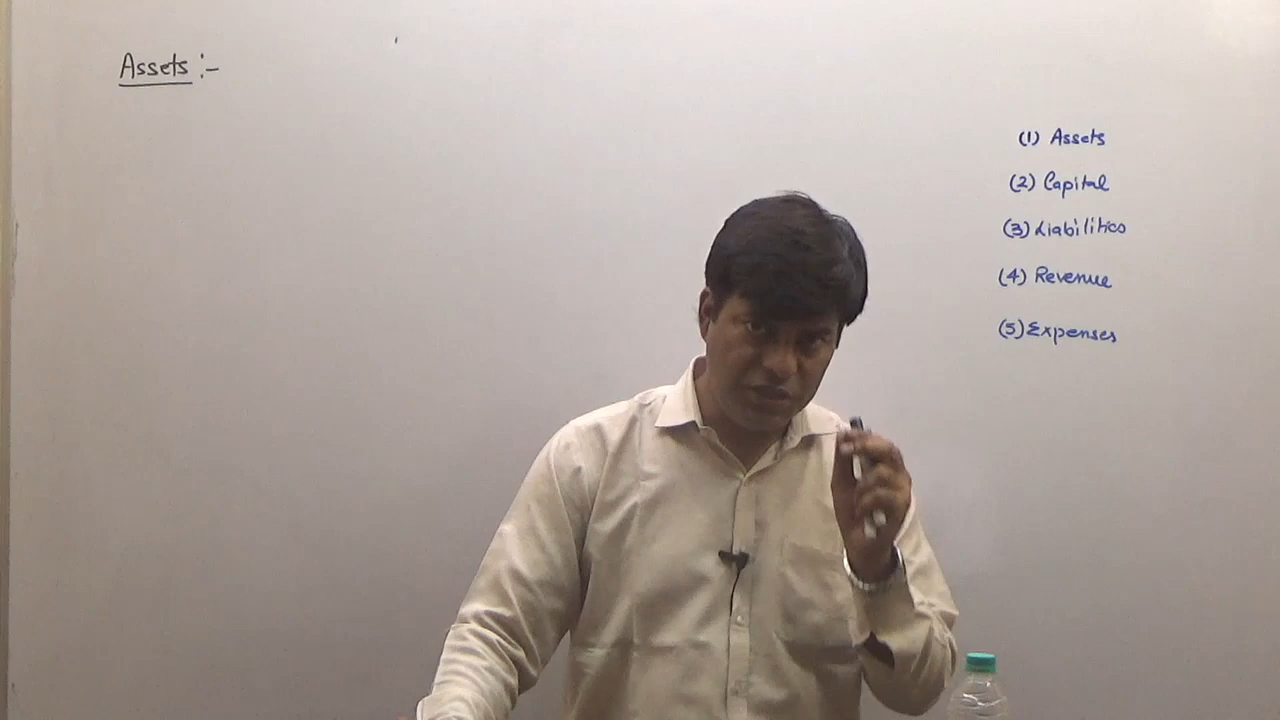 Assets :-
(1) Assets
(2) Capital
(3) Liabilities
(4) Revenue
(5) Expenses